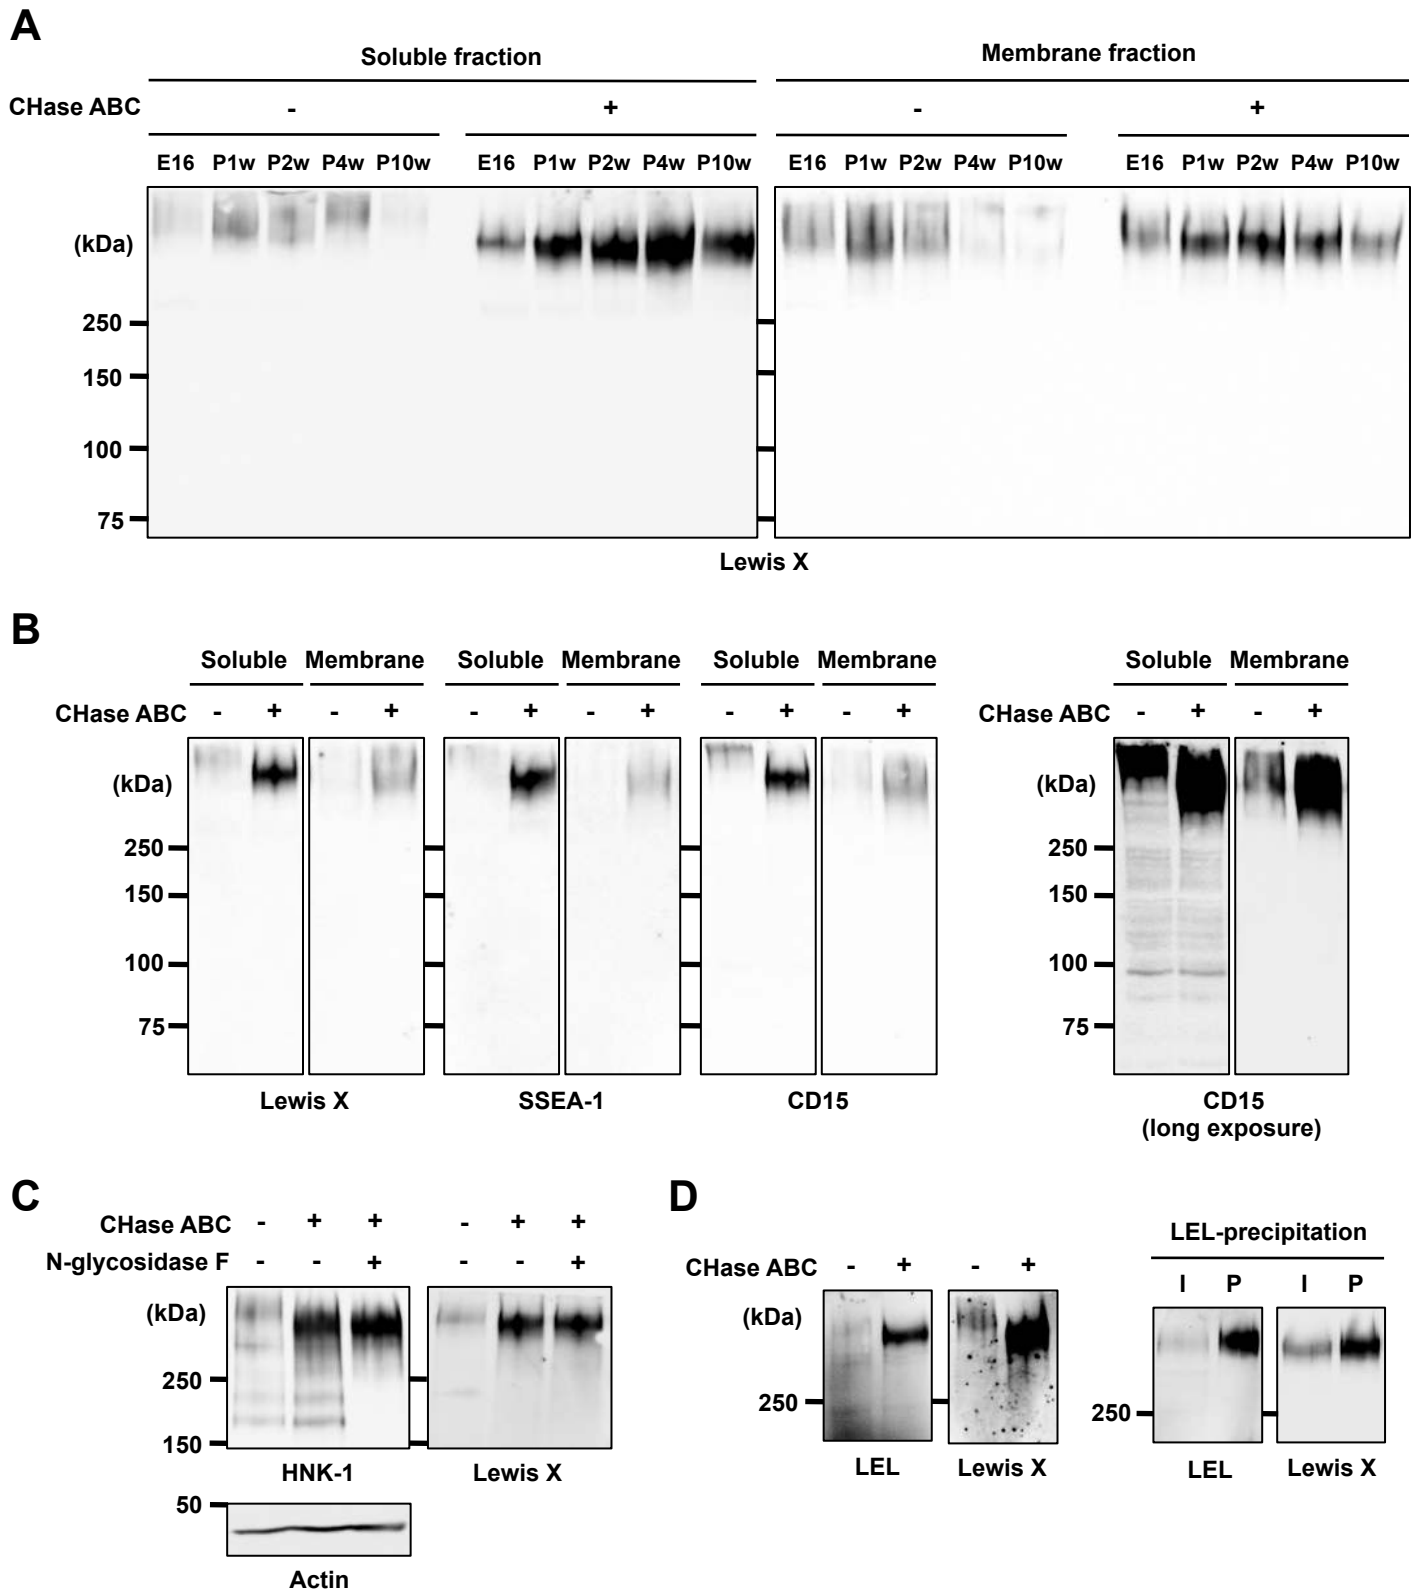 A
Soluble fraction
Membrane fraction
CHase ABC - + - +
E16 P1w P2w P4w P10w E16 P1w P2w P4w P10w E16 P1w P2w P4w P10w E16 P1w P2w P4w P10w
(kDa)
250
150
100
75
Lewis X
B
Soluble Membrane Soluble Membrane Soluble Membrane Soluble Membrane
CHase ABC - + - + - + - + - + - + CHase ABC - + - +
(kDa) (kDa)
250 250
150 150
100 100
75 75
Lewis X SSEA-1 CD15 CD15
(long exposure)
C
CHase ABC - + + - + +
N-glycosidase F - - + - - +
(kDa)
250
150
HNK-1 Lewis X
50
Actin
D
LEL-precipitation
CHase ABC - + - +
I P I P
(kDa)
250 250
LEL Lewis X LEL Lewis X